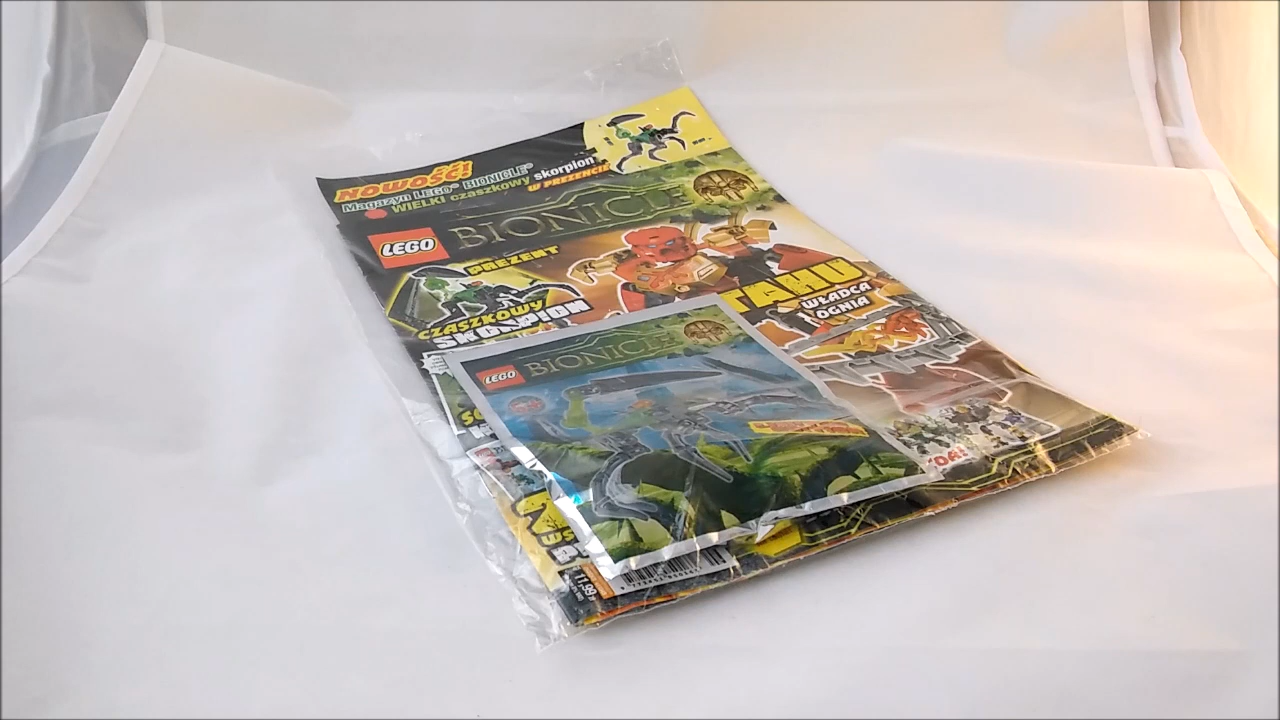 NOWOŚĆ!
Magazyn LEGO® BIONICLE®
WIELKI czaszkowy skorpion
W PREZENCIE
LEGO
BIONICLE
PREZENT
CZASZKOWY
SKORPION
TAHU
WŁADCA
OGNIA
LEGO
BIONICLE
11,99